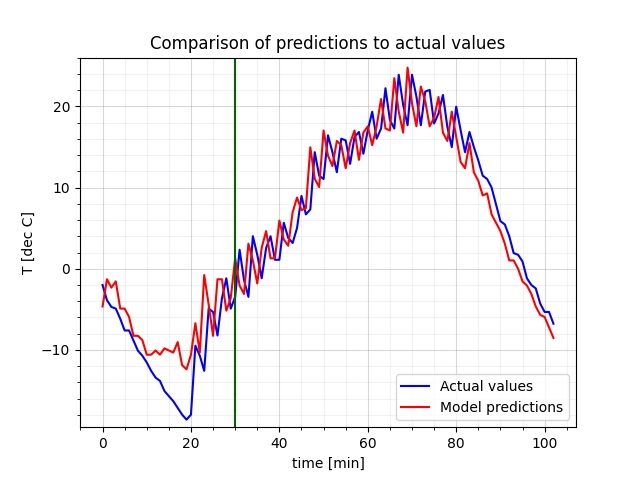 Comparison of predictions to actual values
T [dec C]
20
10
0
−10
0
20
40
60
80
100
time [min]
Actual values
Model predictions